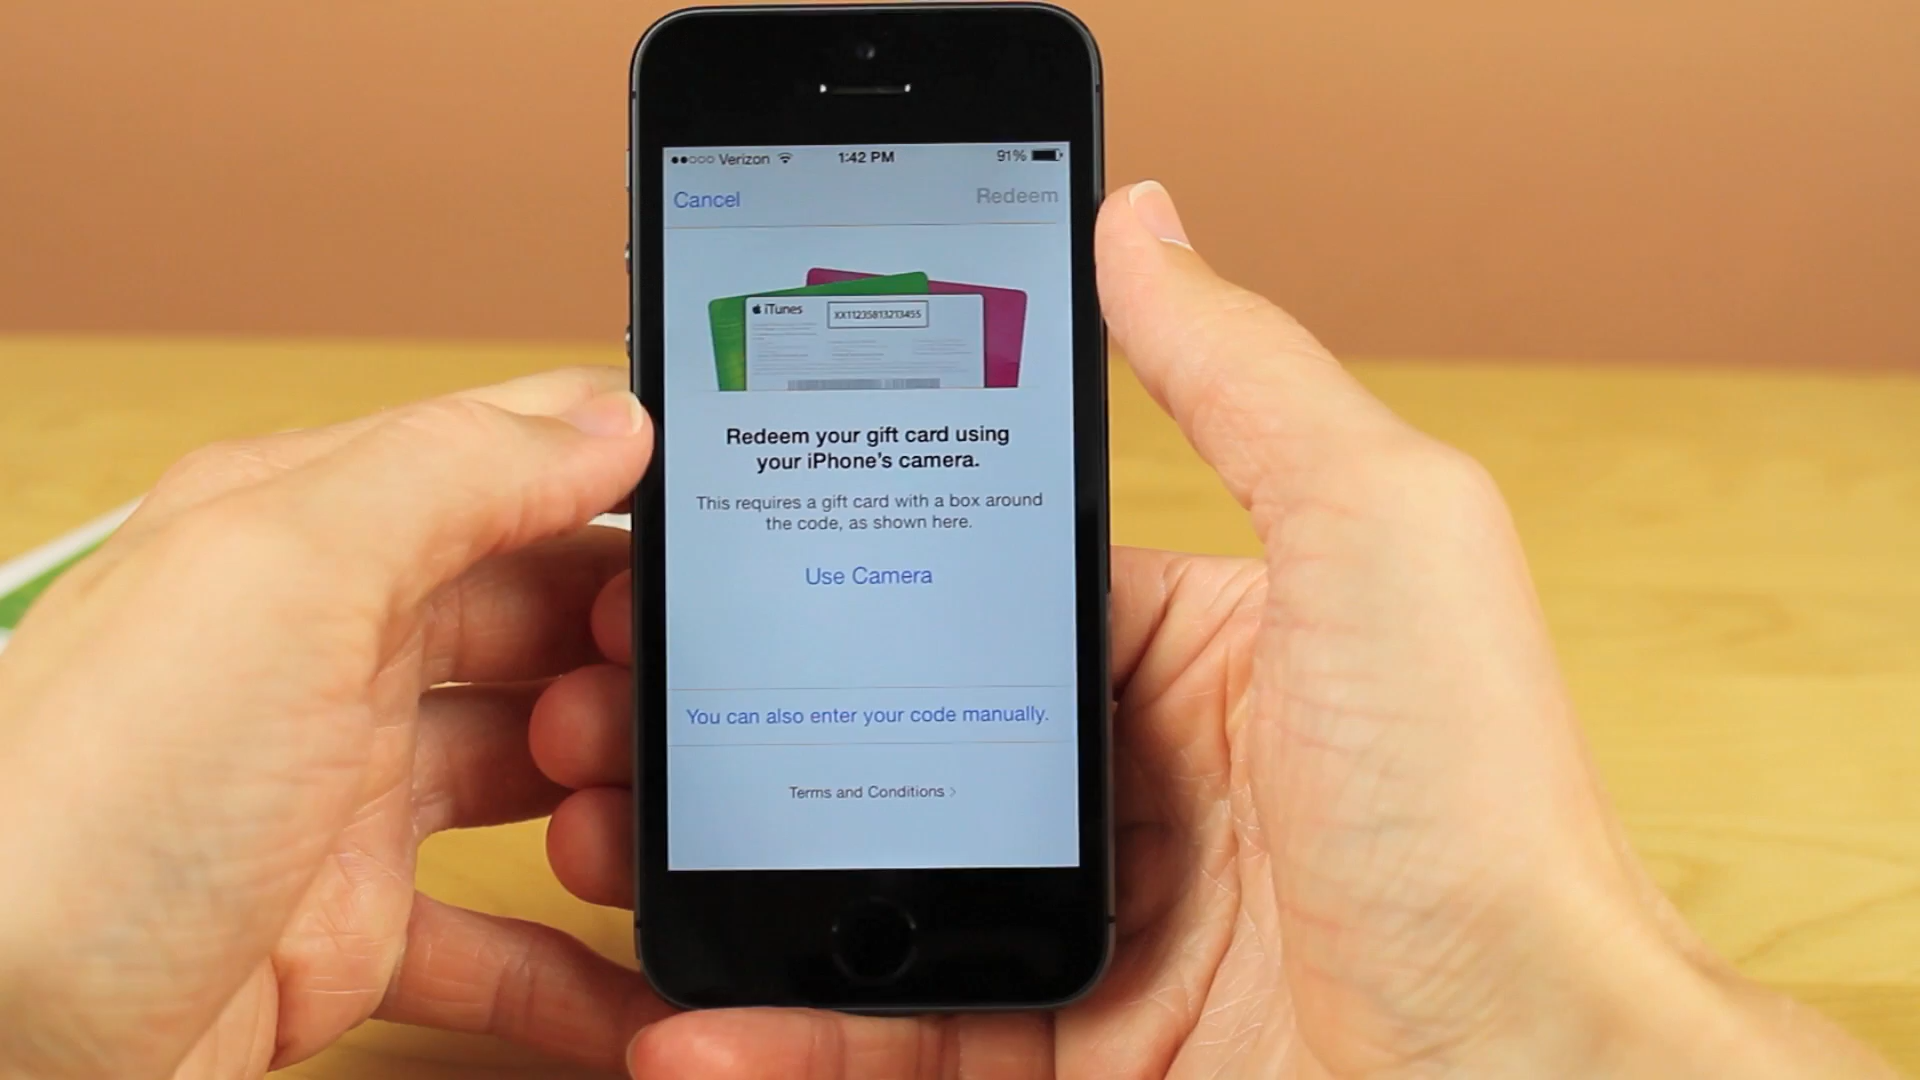 Verizon 1:42 PM 91%
Cancel Redeem
iTunes XX11235813213455
Redeem your gift card using
your iPhone's camera.
This requires a gift card with a box around
the code, as shown here.
Use Camera
You can also enter your code manually.
Terms and Conditions >